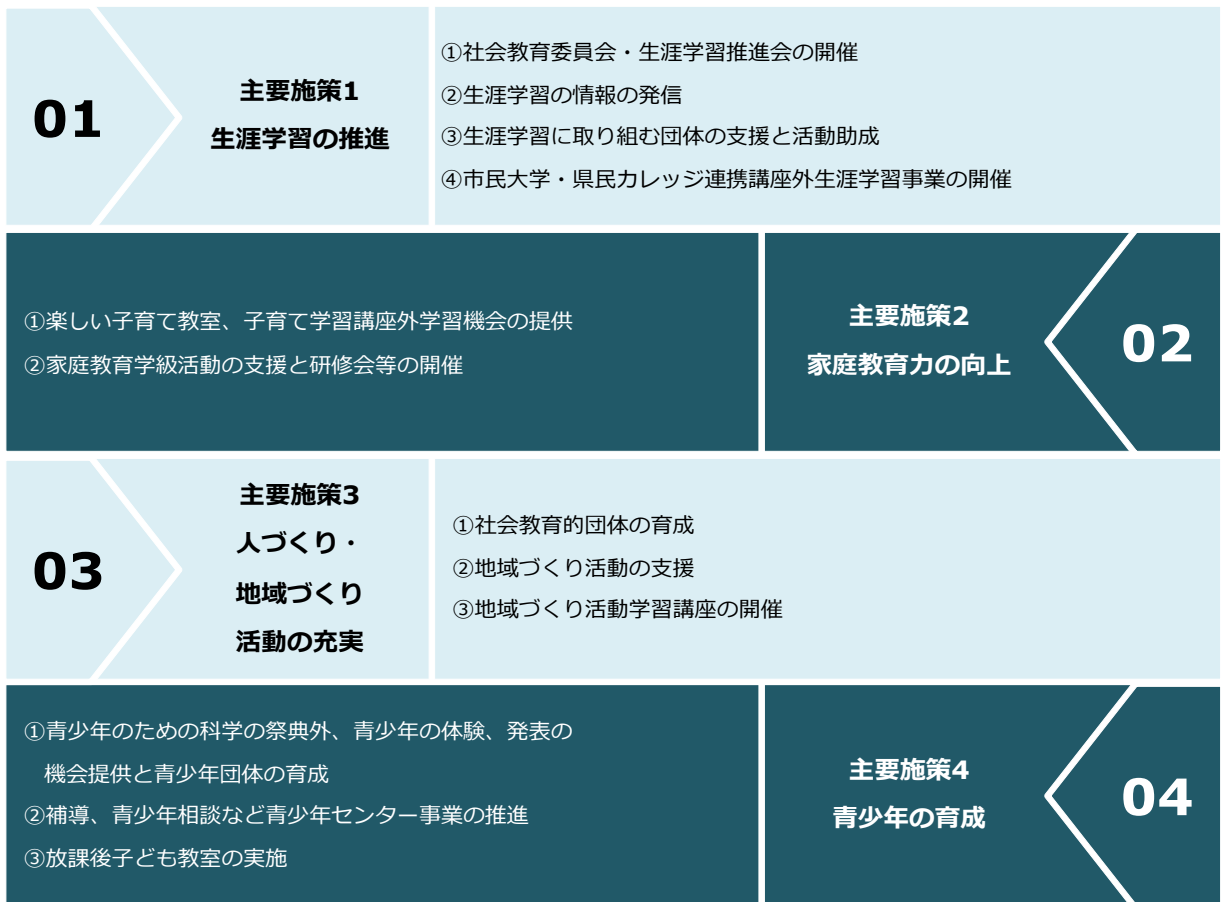 01
主要施策1
生涯学習の推進
①社会教育委員会・生涯学習推進会の開催
②生涯学習の情報の発信
③生涯学習に取り組む団体の支援と活動助成
④市民大学・県民カレッジ連携講座外生涯学習事業の開催
①楽しい子育て教室、子育て学習講座外学習機会の提供
②家庭教育学級活動の支援と研修会等の開催
主要施策2
家庭教育力の向上
02
03
主要施策3
人づくり・
地域づくり
活動の充実
①社会教育的団体の育成
②地域づくり活動の支援
③地域づくり活動学習講座の開催
①青少年のための科学の祭典外、青少年の体験、発表の
機会提供と青少年団体の育成
②補導、青少年相談など青少年センター事業の推進
③放課後子ども教室の実施
主要施策4
青少年の育成
04